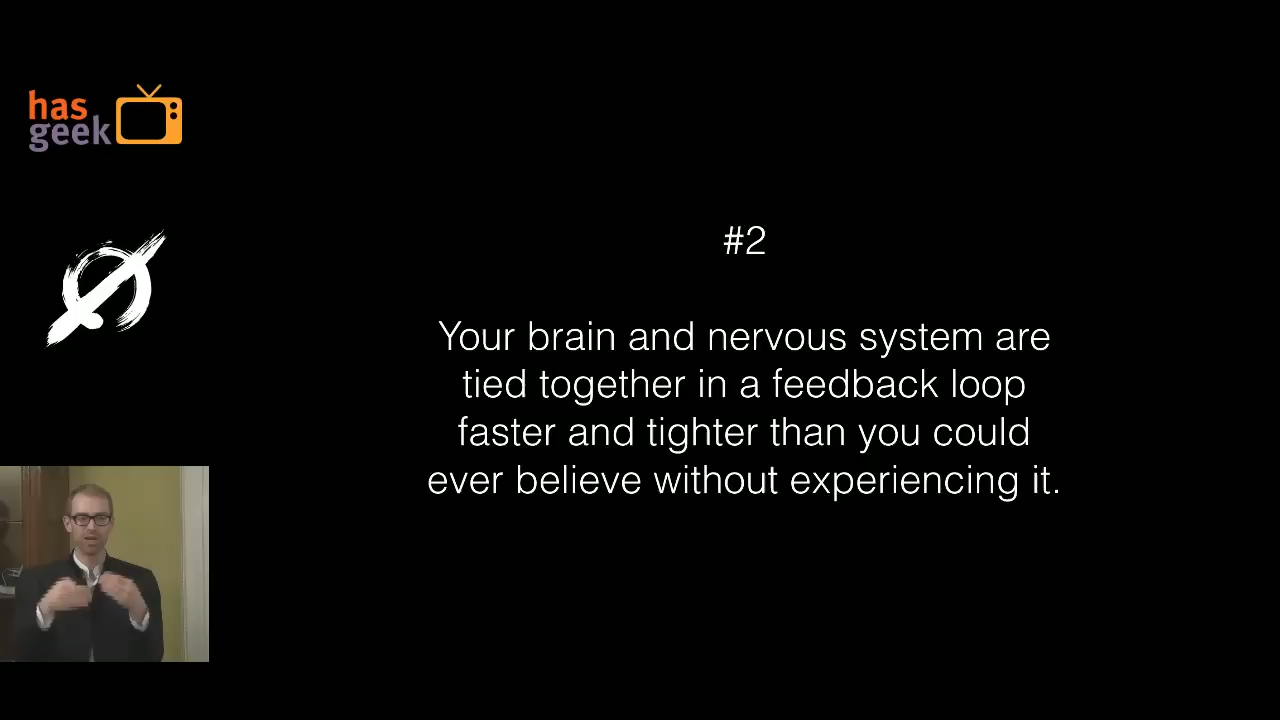 has
geek
#2
Your brain and nervous system are
tied together in a feedback loop
faster and tighter than you could
ever believe without experiencing it.